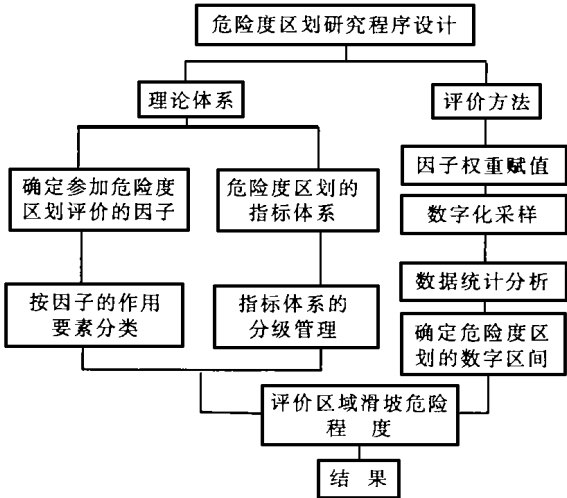 危险度区划研究程序设计
理论体系
评价方法
确定参加危险度
区划评价的因子
危险度区划的
指标体系
因子权重赋值
数字化采样
数据统计分析
按因子的作用
要素分类
指标体系的
分级管理
确定危险度区
划的数字区间
评价区域滑坡危险
程 度
结 果